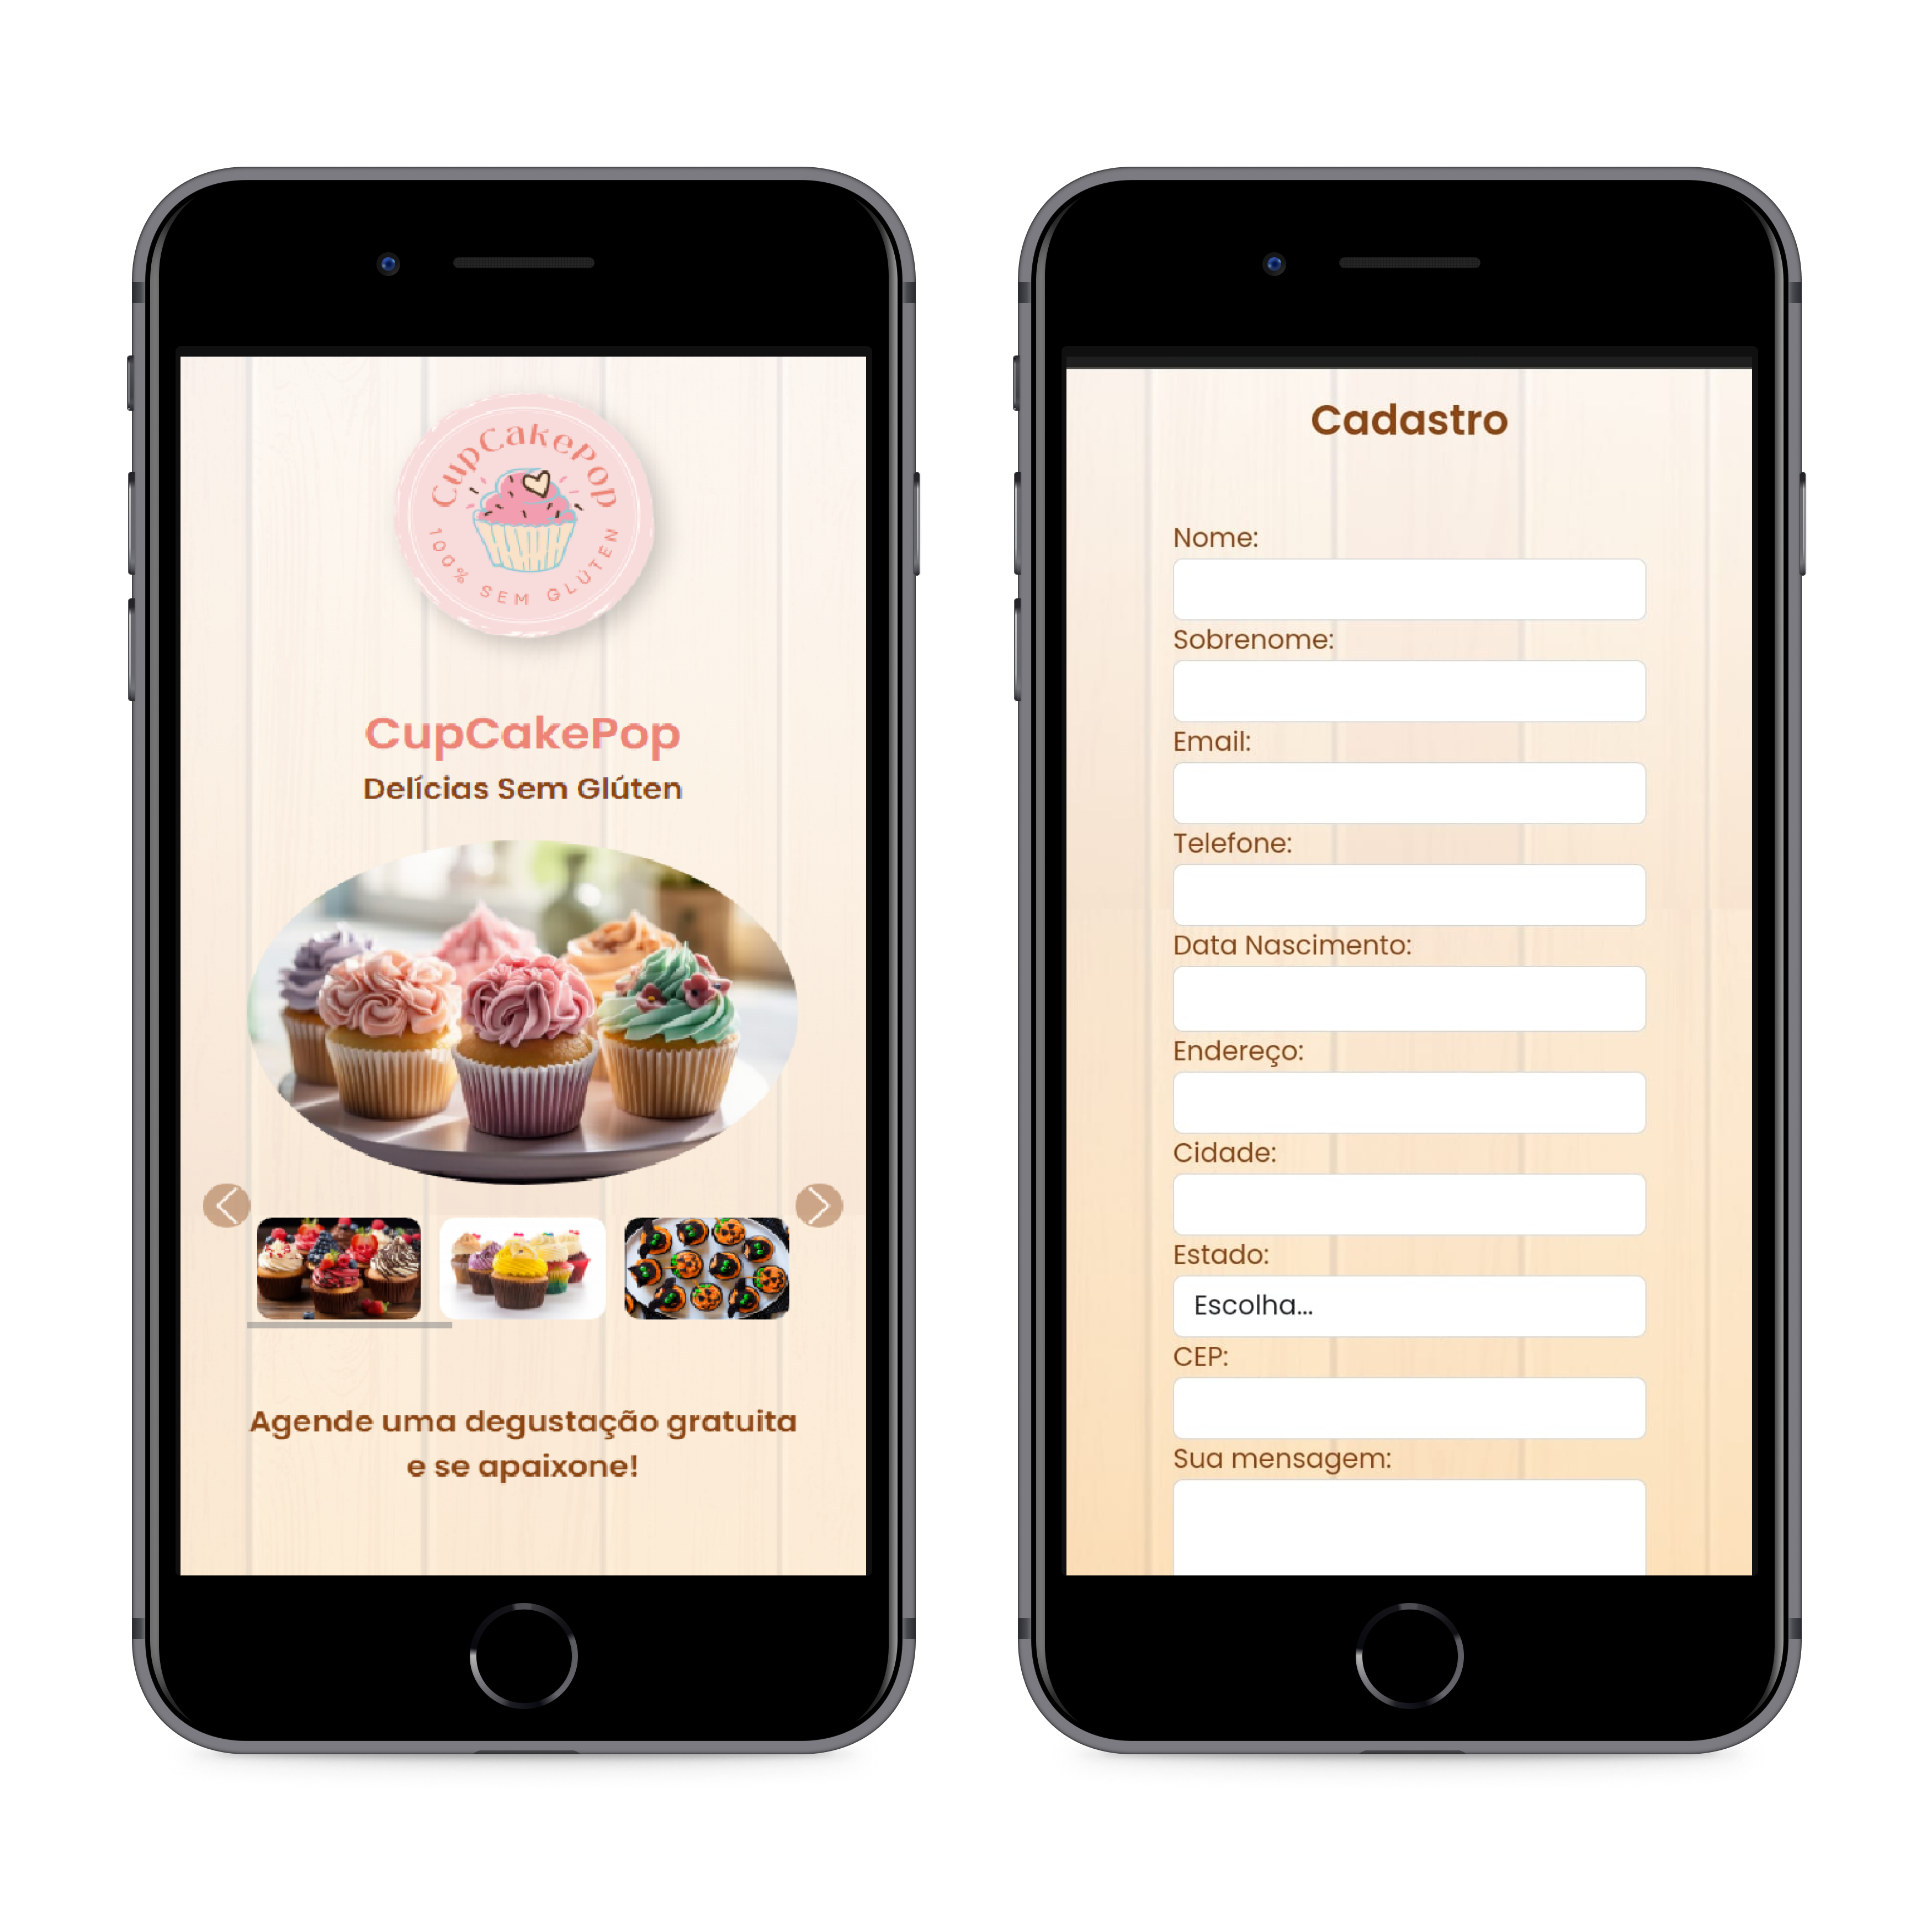 CupCakePop
100% SEM GLÚTEN
CupCakePop
Delícias Sem Glúten
Agende uma degustação gratuita
e se apaixone!
Cadastro
Nome:
Sobrenome:
Email:
Telefone:
Data Nascimento:
Endereço:
Cidade:
Estado:
Escolha...
CEP:
Sua mensagem: